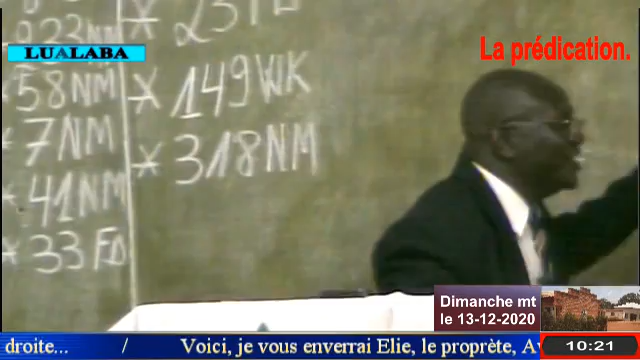 LUALABA
La prédication.
58NM
* 149WK
* 7NM
* 318NM
* 41NM
* 33FD
Dimanche mt
le 13-12-2020
droite... / Voici, je vous enverrai Elie, le proprète,
10:21